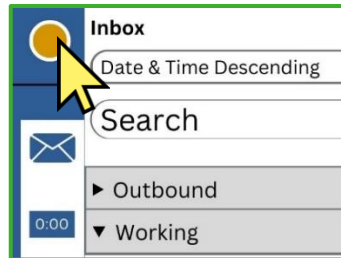 Inbox
Date & Time Descending
Search
Outbound
0:00
Working